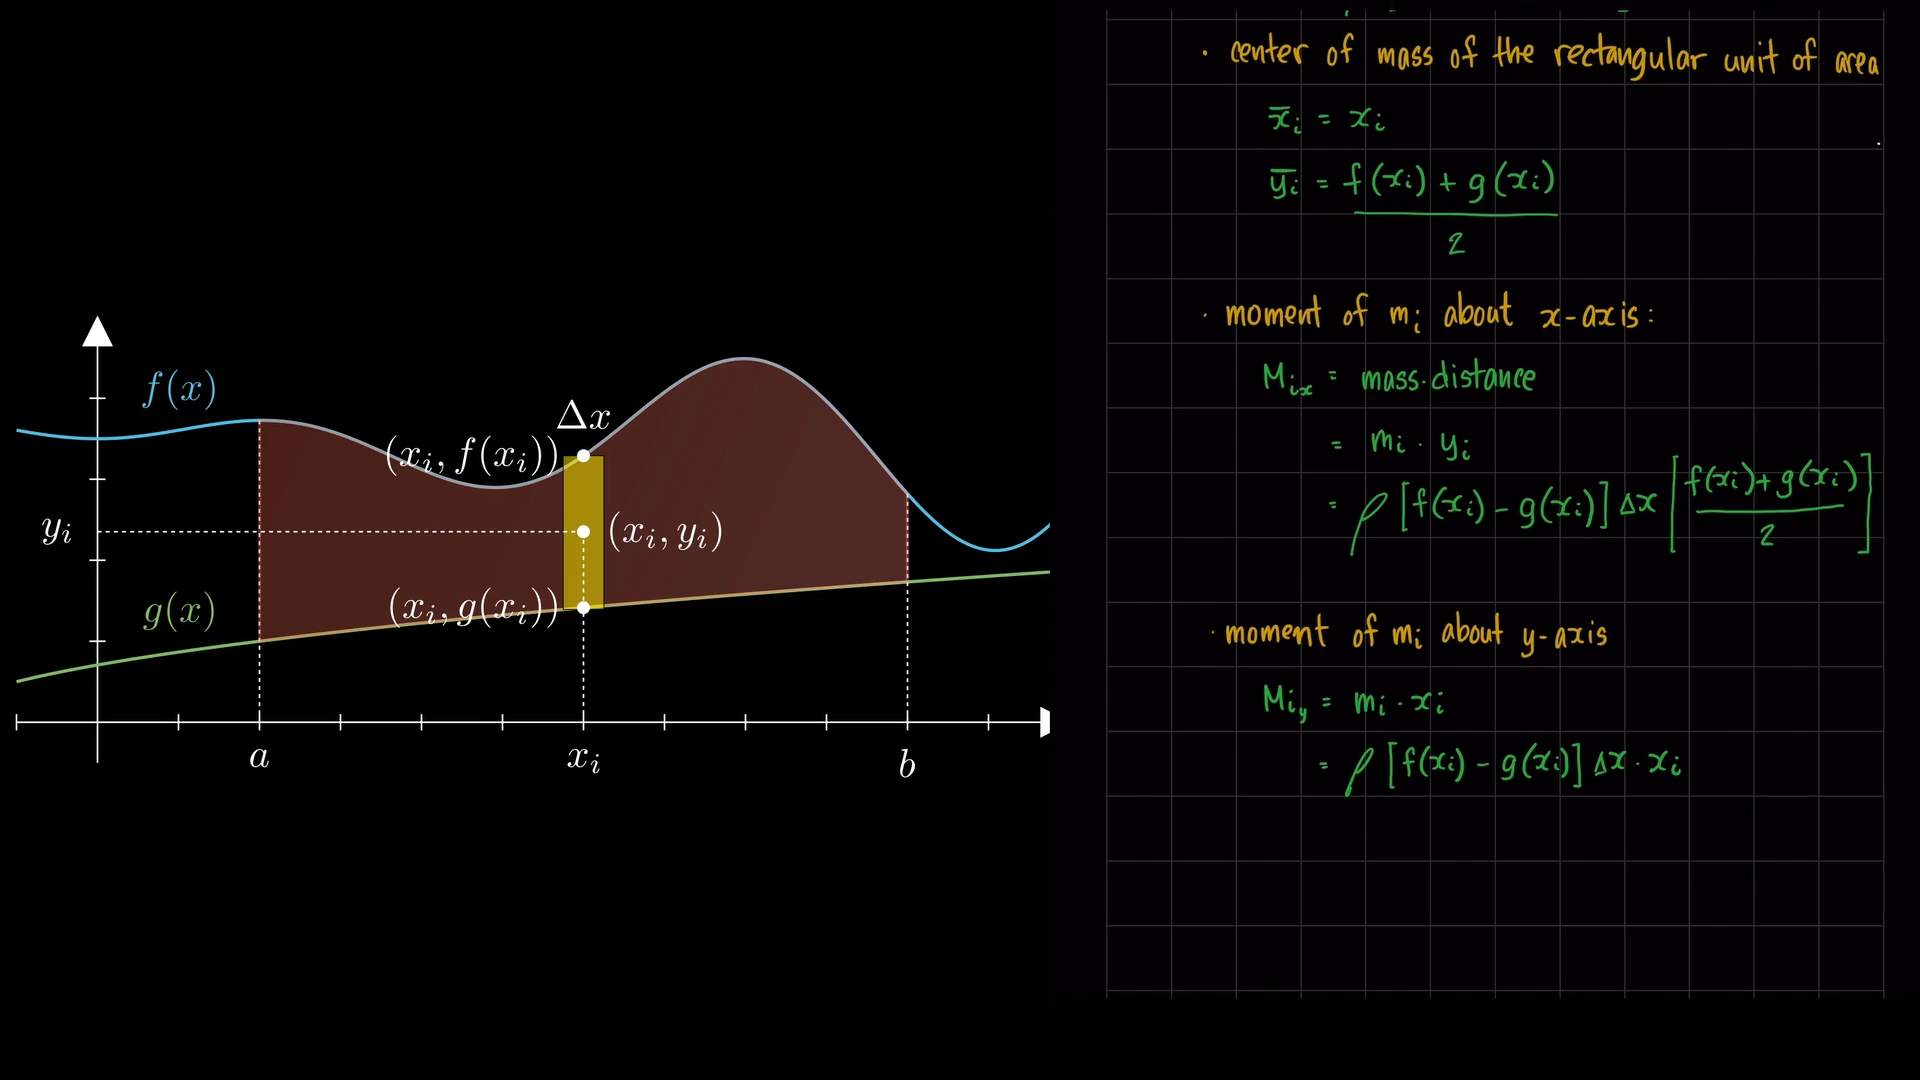 f(x)
Δx
(xᵢ, f(xᵢ))
yᵢ
(xᵢ, yᵢ)
g(x)
(xᵢ, g(xᵢ))
a
xᵢ
b
· center of mass of the rectangular unit of area
x̅ᵢ = xᵢ
y̅ᵢ = f(xᵢ) + g(xᵢ)
2
· moment of mᵢ about x-axis:
Mᵢₓ = mass·distance
= mᵢ · yᵢ
= ρ [f(xᵢ) - g(xᵢ)] Δx [f(xᵢ) + g(xᵢ) / 2]
· moment of mᵢ about y-axis
Mᵢᵧ = mᵢ · xᵢ
= ρ [f(xᵢ) - g(xᵢ)] Δx · xᵢ